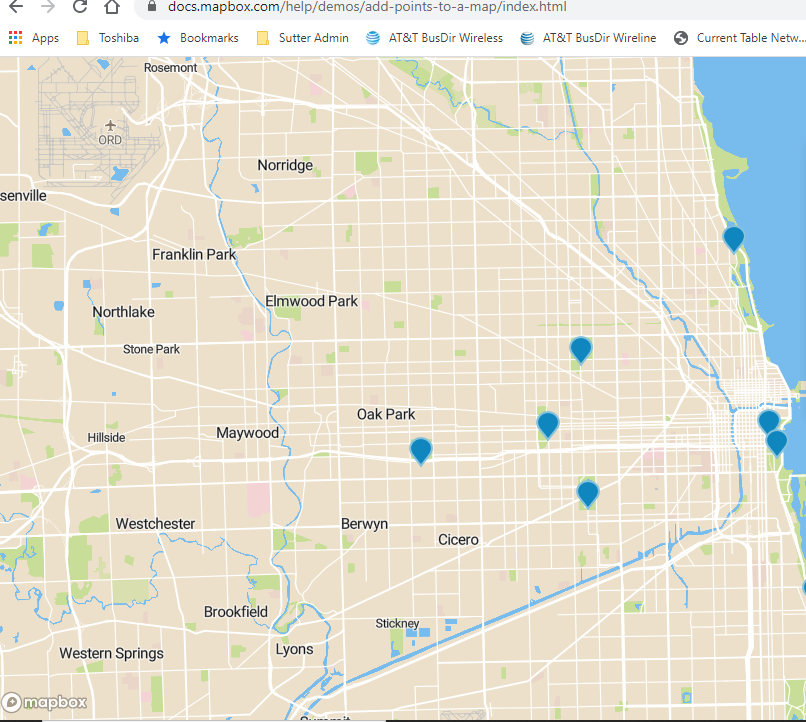 docs.mapbox.com/help/demos/add-points-to-a-map/index.html
Apps Toshiba Bookmarks Sutter Admin AT&T BusDir Wireless AT&T BusDir Wireline Current Table Netw...
Rosemont
ORD
Norridge
senville
Franklin Park
Elmwood Park
Northlake
Stone Park
Oak Park
Maywood
Hillside
Westchester
Berwyn
Cicero
Brookfield
Stickney
Lyons
Western Springs
mapbox
Summit